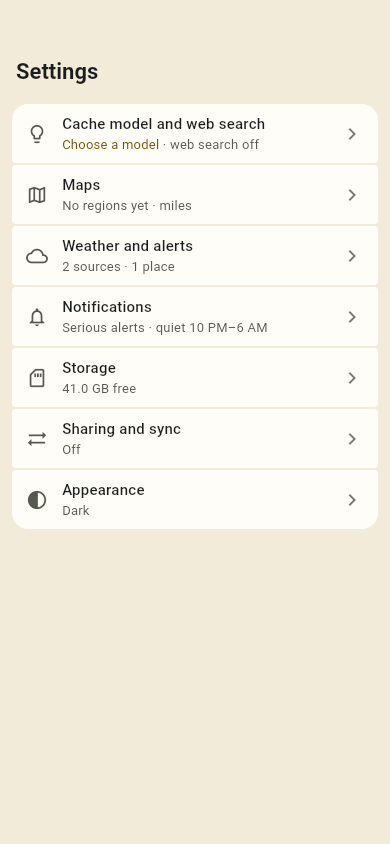 Settings
Cache model and web search
Choose a model · web search off
Maps
No regions yet · miles
Weather and alerts
2 sources · 1 place
Notifications
Serious alerts · quiet 10 PM–6 AM
Storage
41.0 GB free
Sharing and sync
Off
Appearance
Dark